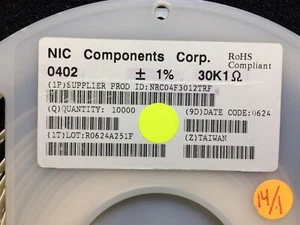 NIC Components Corp. RoHS
Compliant
0402 ± 1% 30K1Ω
(1P)SUPPLIER PROD ID:NRC04F3012TRF
(Q)QUANTITY: 10000 (9D)DATE CODE:0624
(1T)LOT:R0624A251F (Z)TAIWAN
14/1